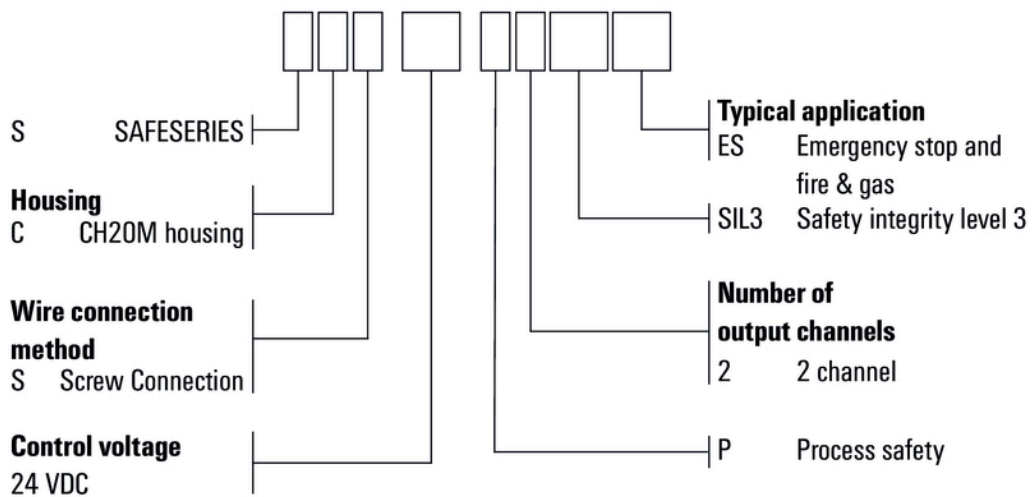 S SAFESERIES
Housing
C CH20M housing
Wire connection
method
S Screw Connection
Control voltage
24 VDC
Typical application
ES Emergency stop and
fire & gas
SIL3 Safety integrity level 3
Number of
output channels
2 2 channel
P Process safety